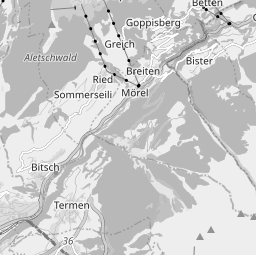 Betten
Goppisberg
Greich
Aletschwald
Breiten
Bister
Ried
Sommerseili
Mörel
Bitsch
Termen
36